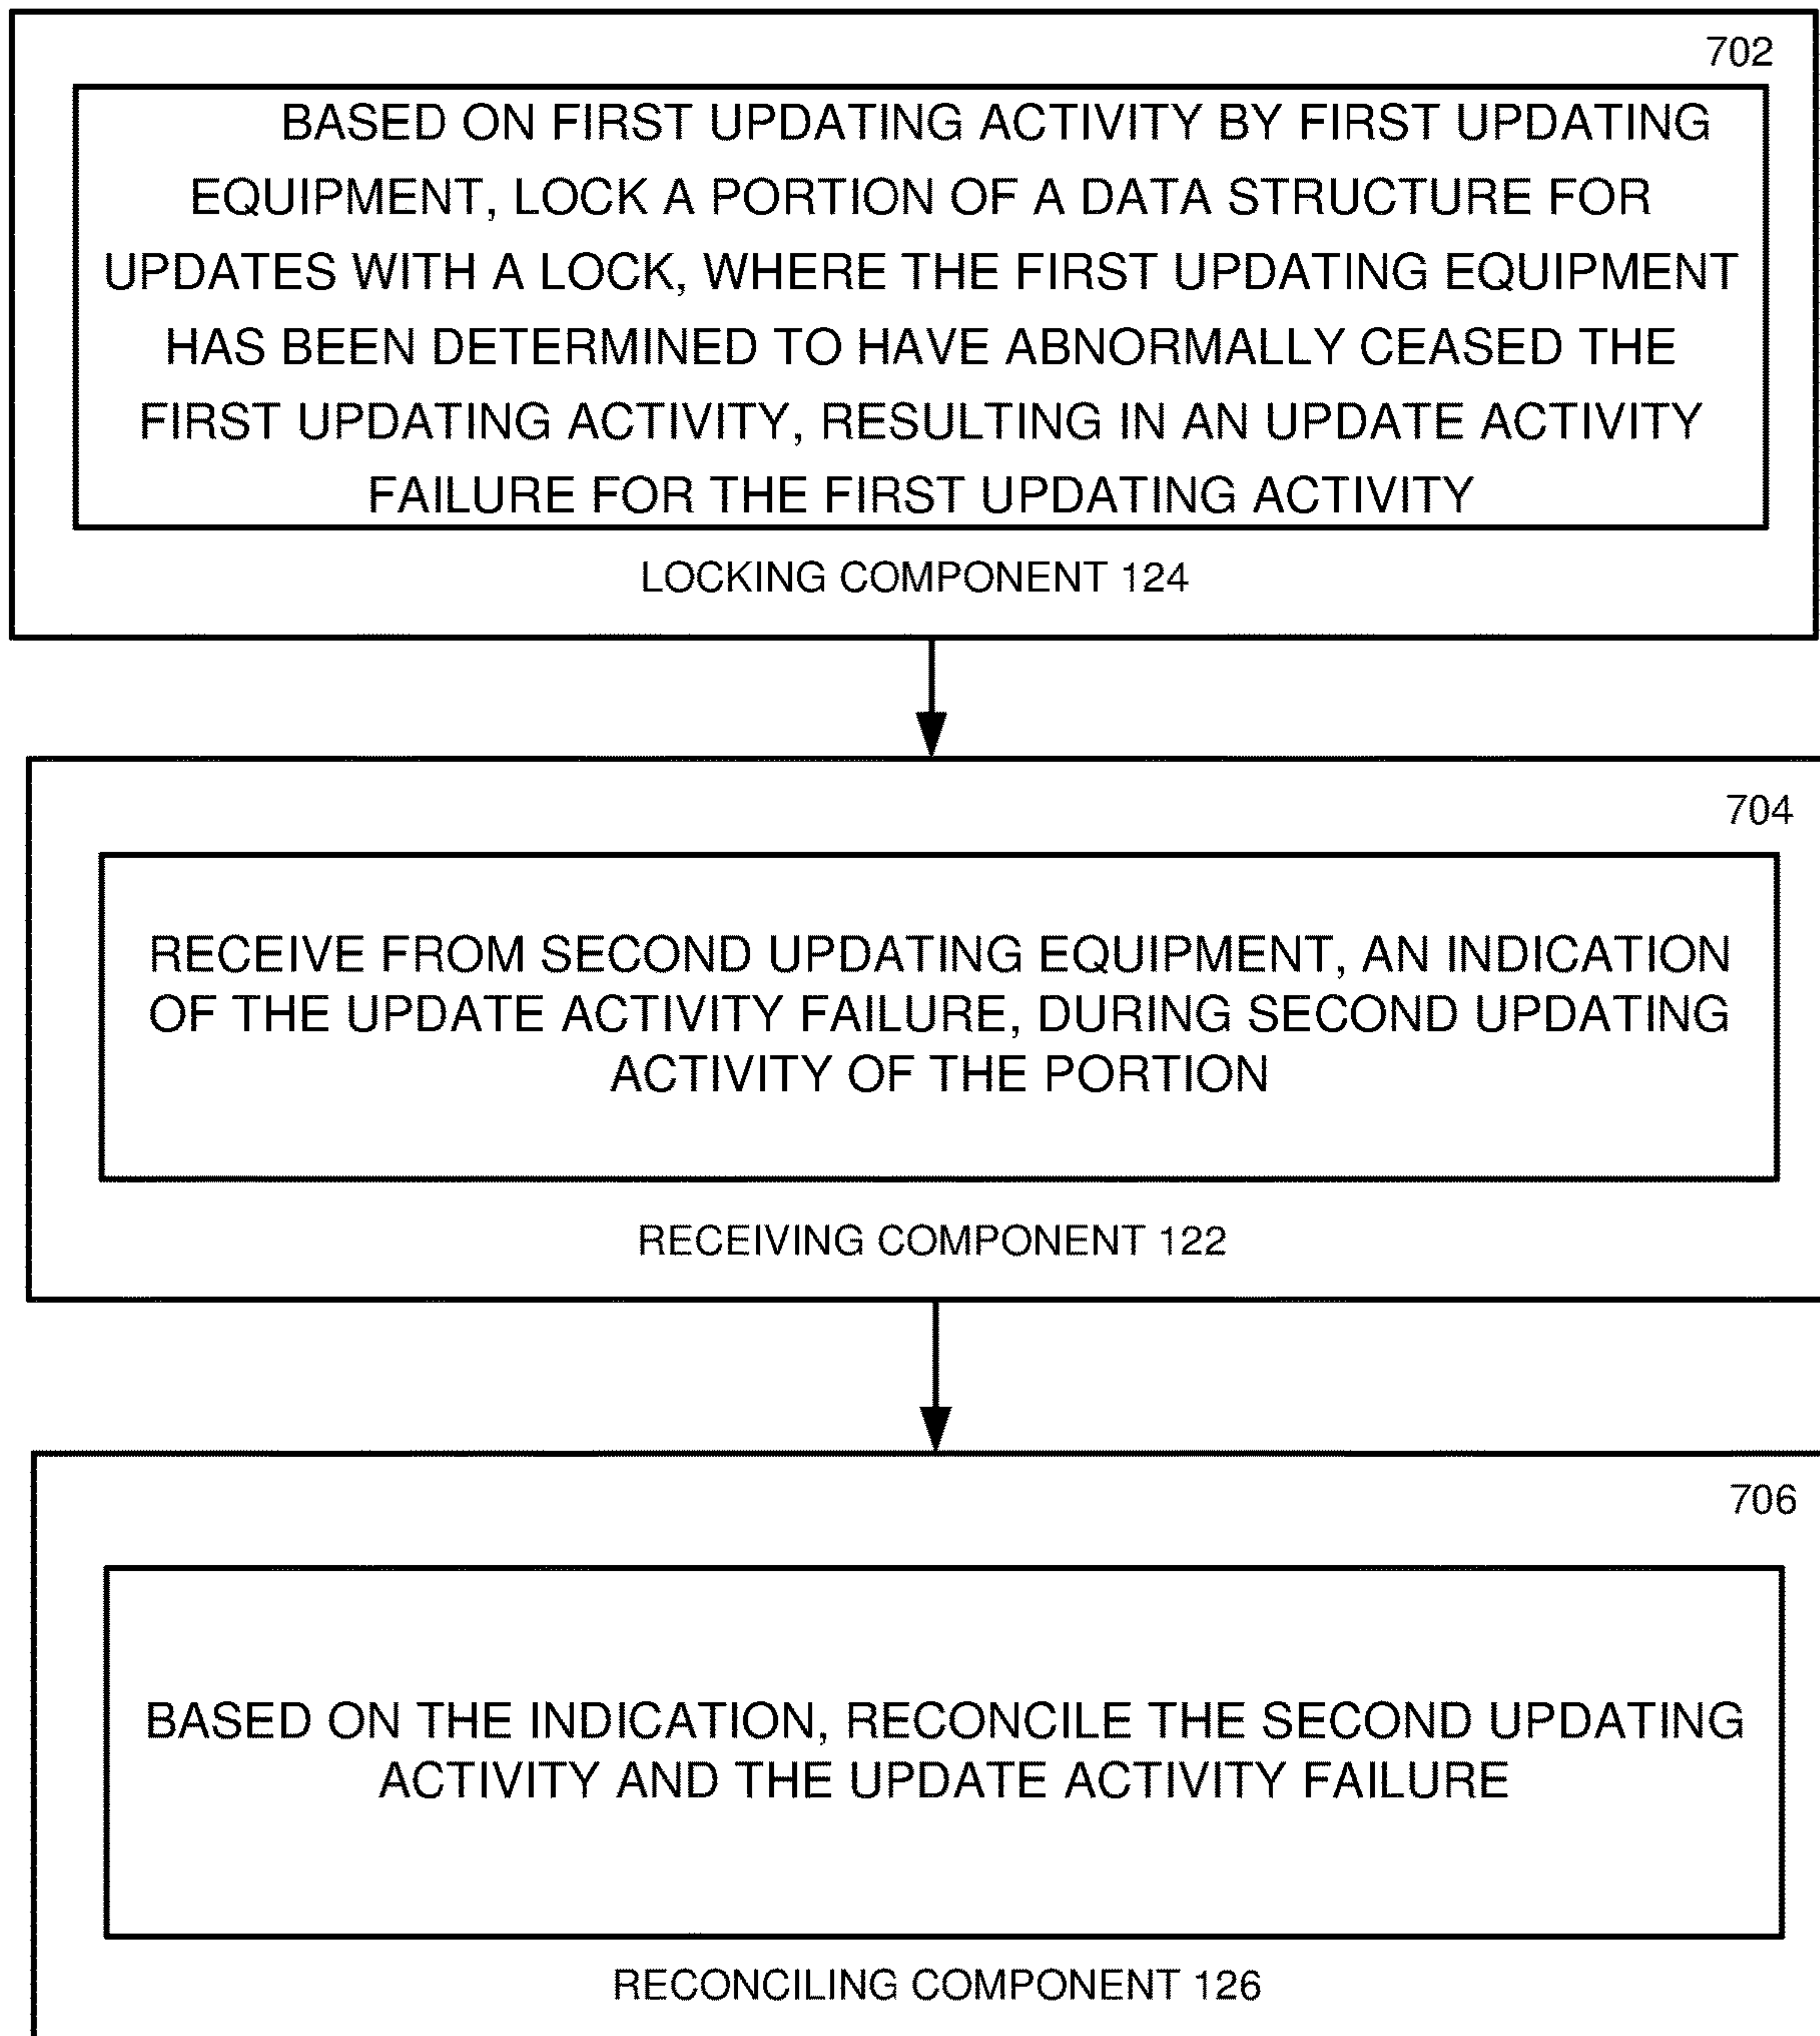 702
BASED ON FIRST UPDATING ACTIVITY BY FIRST UPDATING
EQUIPMENT, LOCK A PORTION OF A DATA STRUCTURE FOR
UPDATES WITH A LOCK, WHERE THE FIRST UPDATING EQUIPMENT
HAS BEEN DETERMINED TO HAVE ABNORMALLY CEASED THE
FIRST UPDATING ACTIVITY, RESULTING IN AN UPDATE ACTIVITY
FAILURE FOR THE FIRST UPDATING ACTIVITY
LOCKING COMPONENT 124
704
RECEIVE FROM SECOND UPDATING EQUIPMENT, AN INDICATION
OF THE UPDATE ACTIVITY FAILURE, DURING SECOND UPDATING
ACTIVITY OF THE PORTION
RECEIVING COMPONENT 122
706
BASED ON THE INDICATION, RECONCILE THE SECOND UPDATING
ACTIVITY AND THE UPDATE ACTIVITY FAILURE
RECONCILING COMPONENT 126